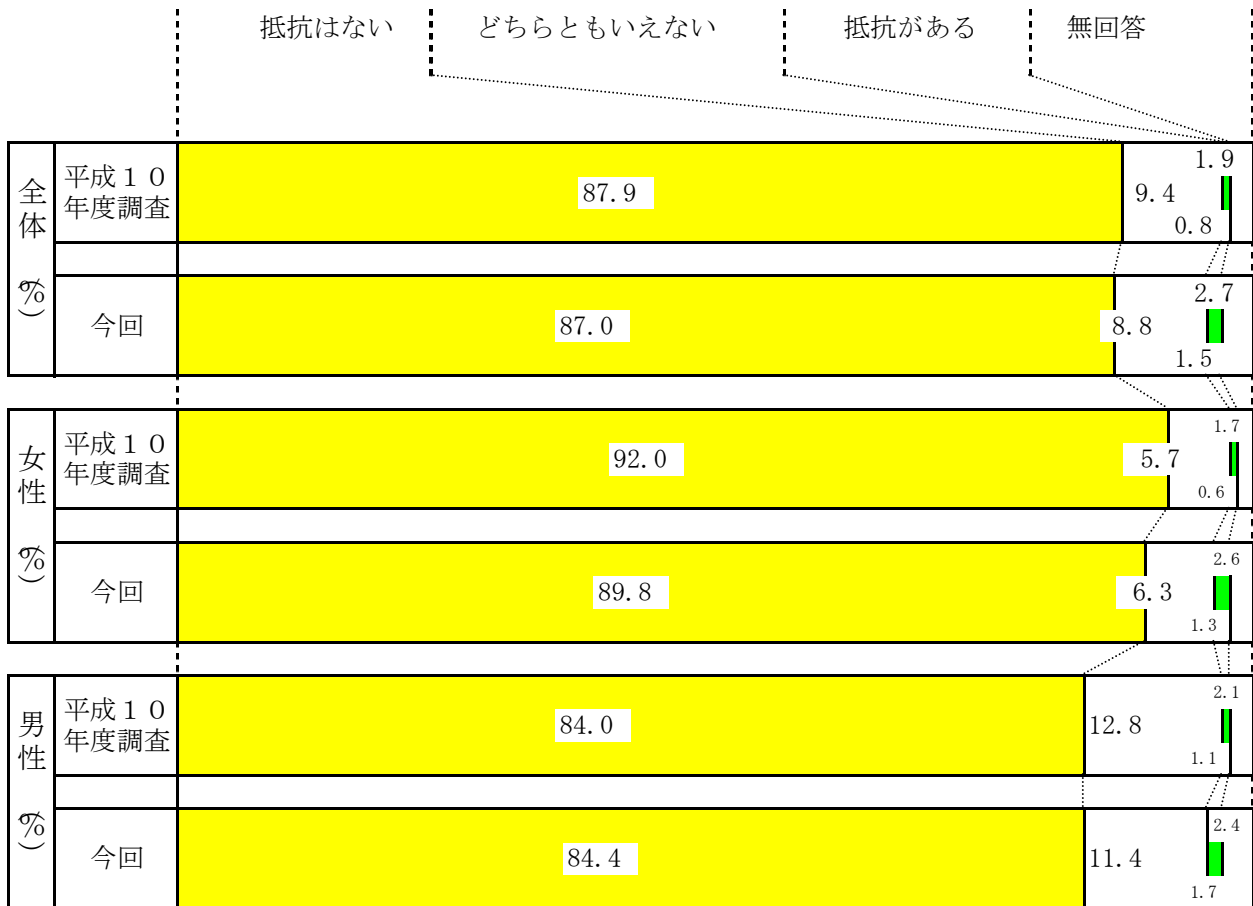 抵抗はない どちらともいえない 抵抗がある 無回答
全体（％）
平成１０
年度調査
87.9 9.4 1.9
0.8
今回
87.0 8.8 2.7
1.5
女性（％）
平成１０
年度調査
92.0 5.7 1.7
0.6
今回
89.8 6.3 2.6
1.3
男性（％）
平成１０
年度調査
84.0 12.8 2.1
1.1
今回
84.4 11.4 2.4
1.7